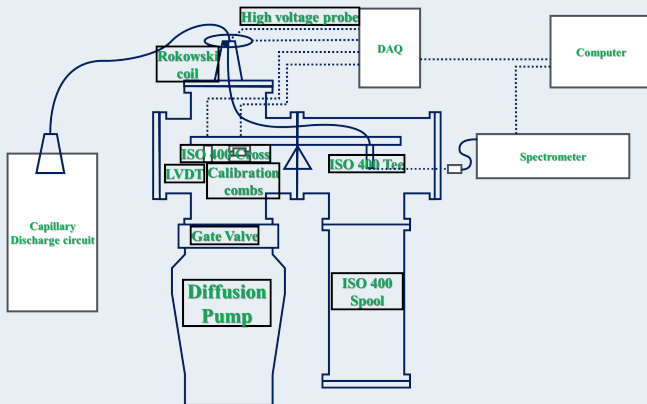 High voltage probe
DAQ
Computer
Rokowski
coil
ISO 400 Cross
ISO 400 Tee
Spectrometer
LVDT
Calibration
combs
Capillary
Discharge circuit
Gate Valve
Diffusion
Pump
ISO 400
Spool